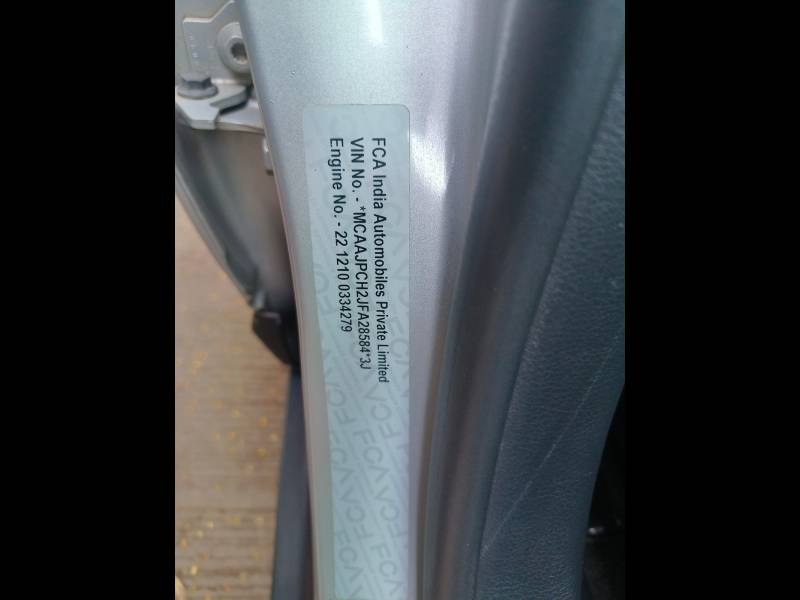 FCA India Automobiles Private Limited
VIN No. - *MCAAJPCH2JFA28584*3J
Engine No. - 22 1210 0334279